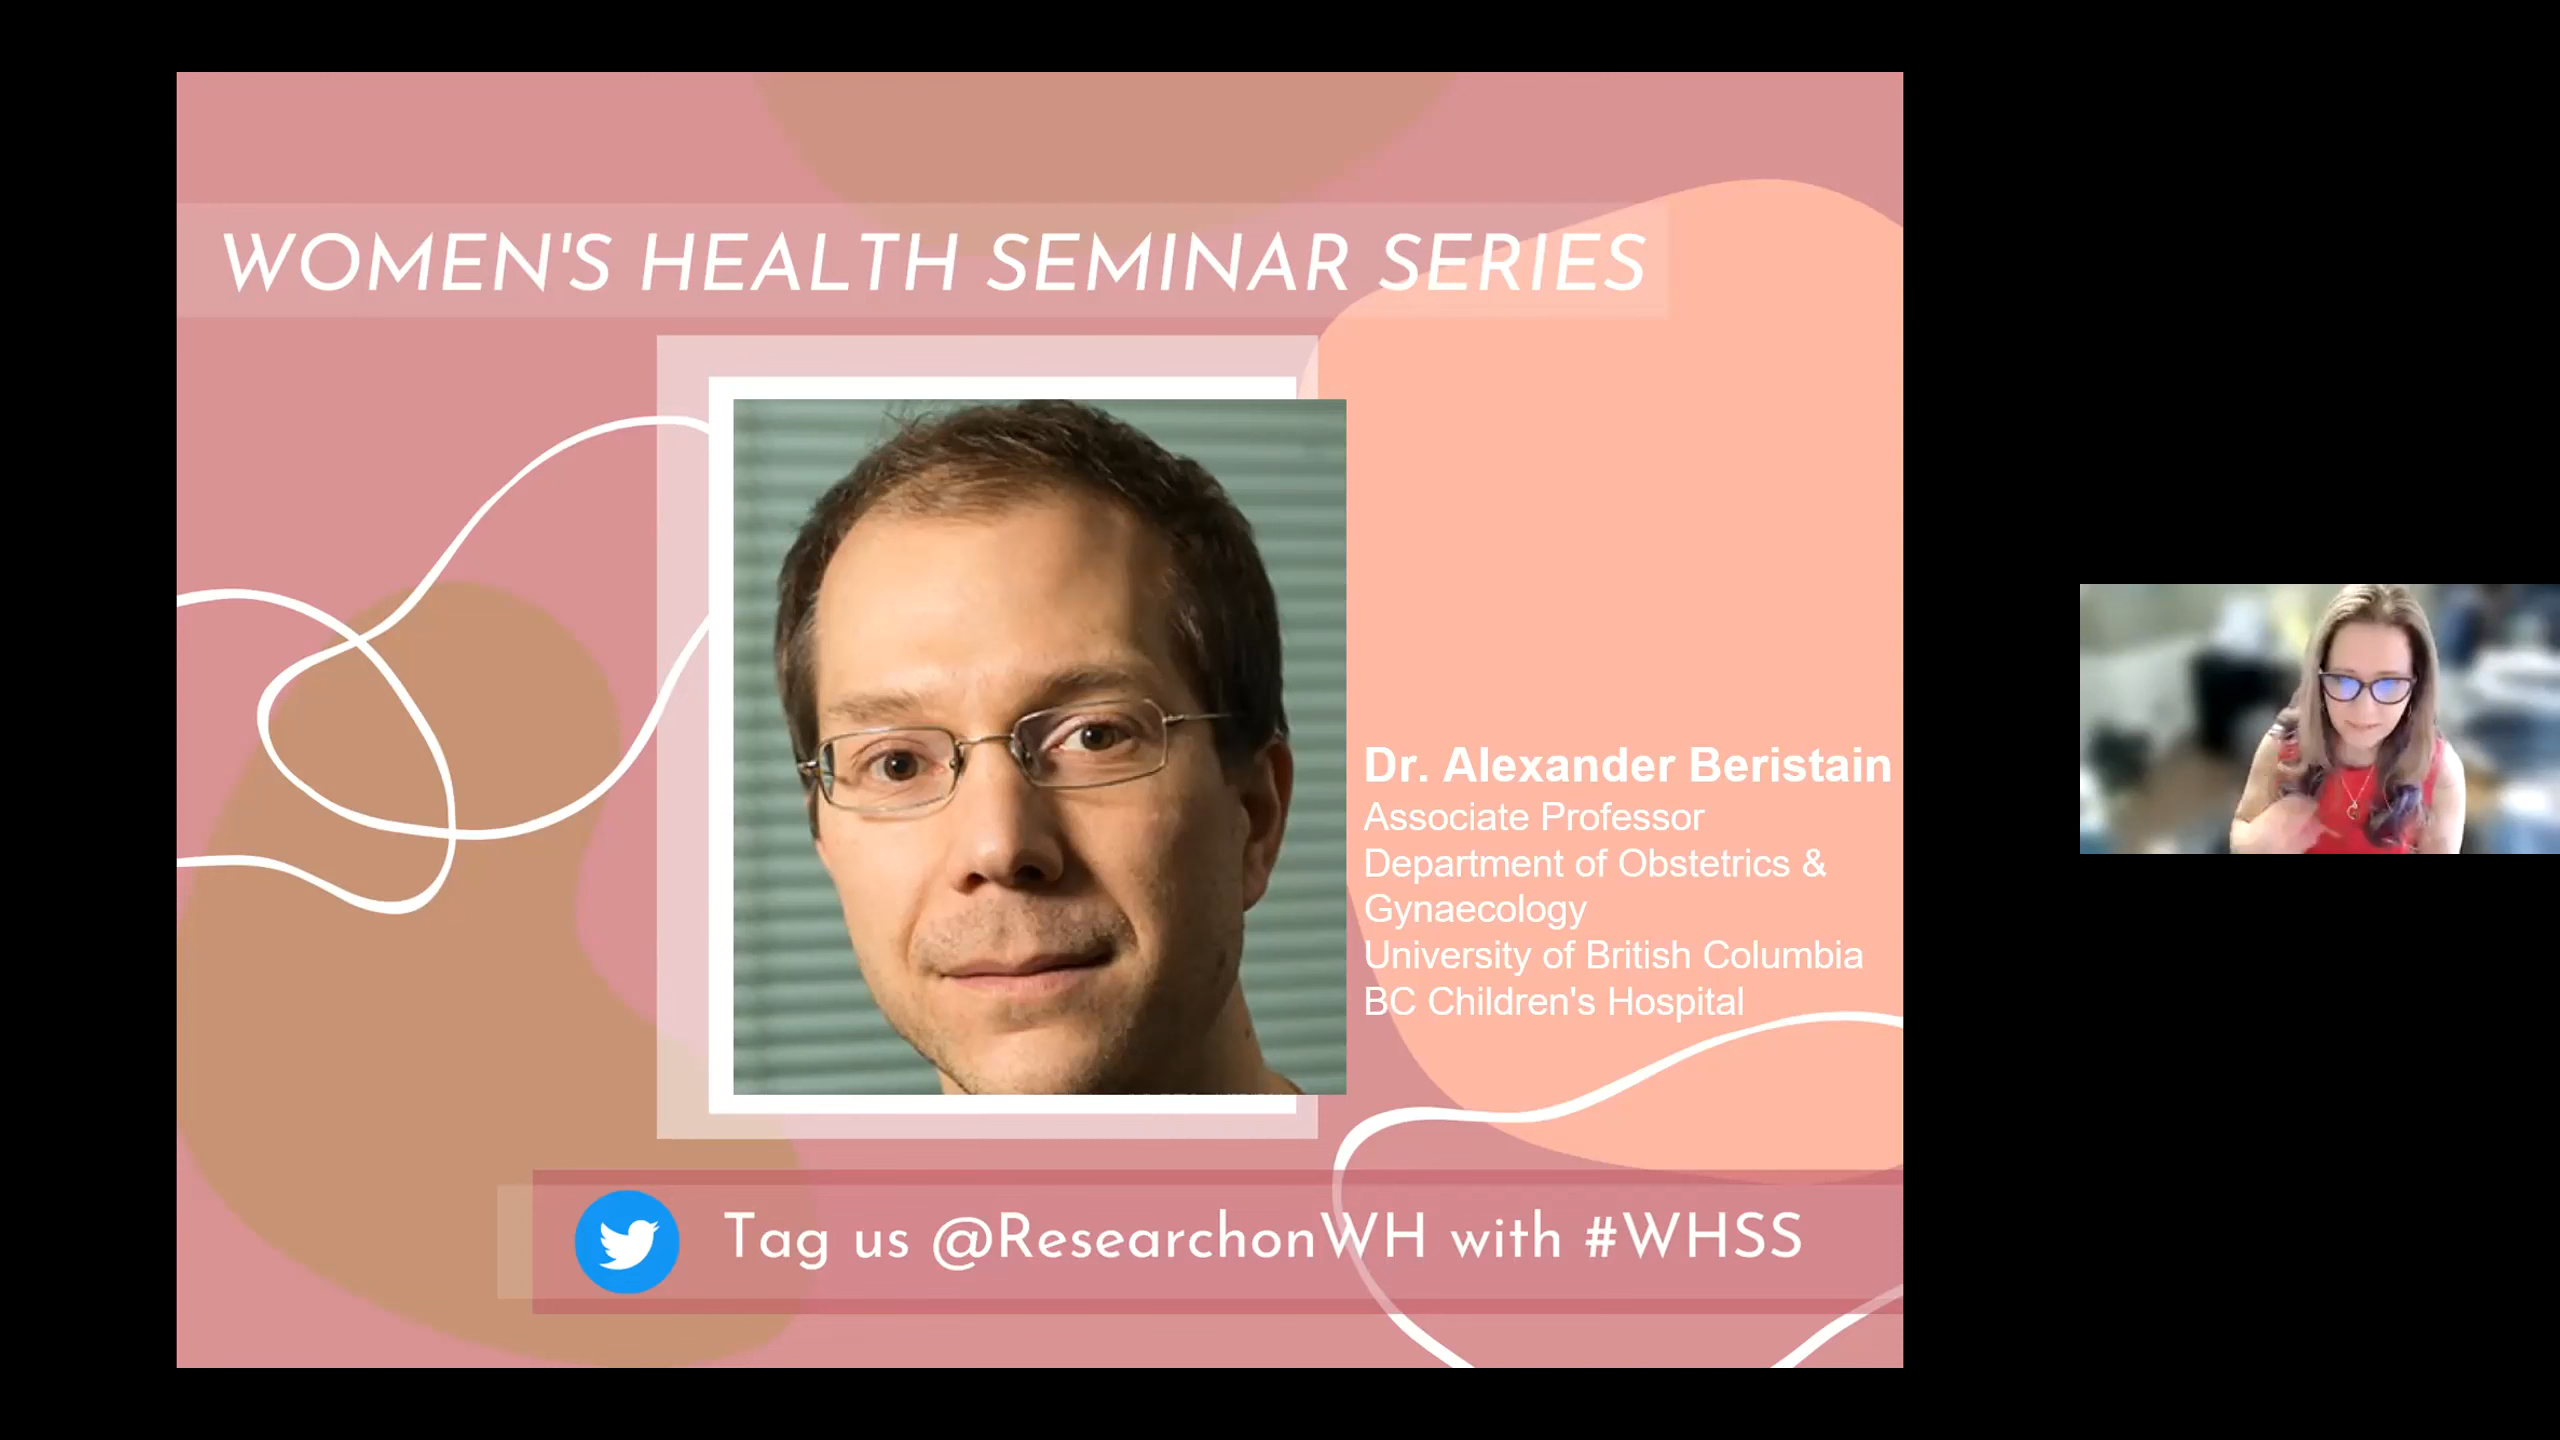 WOMEN'S HEALTH SEMINAR SERIES
Dr. Alexander Beristain
Associate Professor
Department of Obstetrics &
Gynaecology
University of British Columbia
BC Children's Hospital
Tag us @ResearchonWH with #WHSS